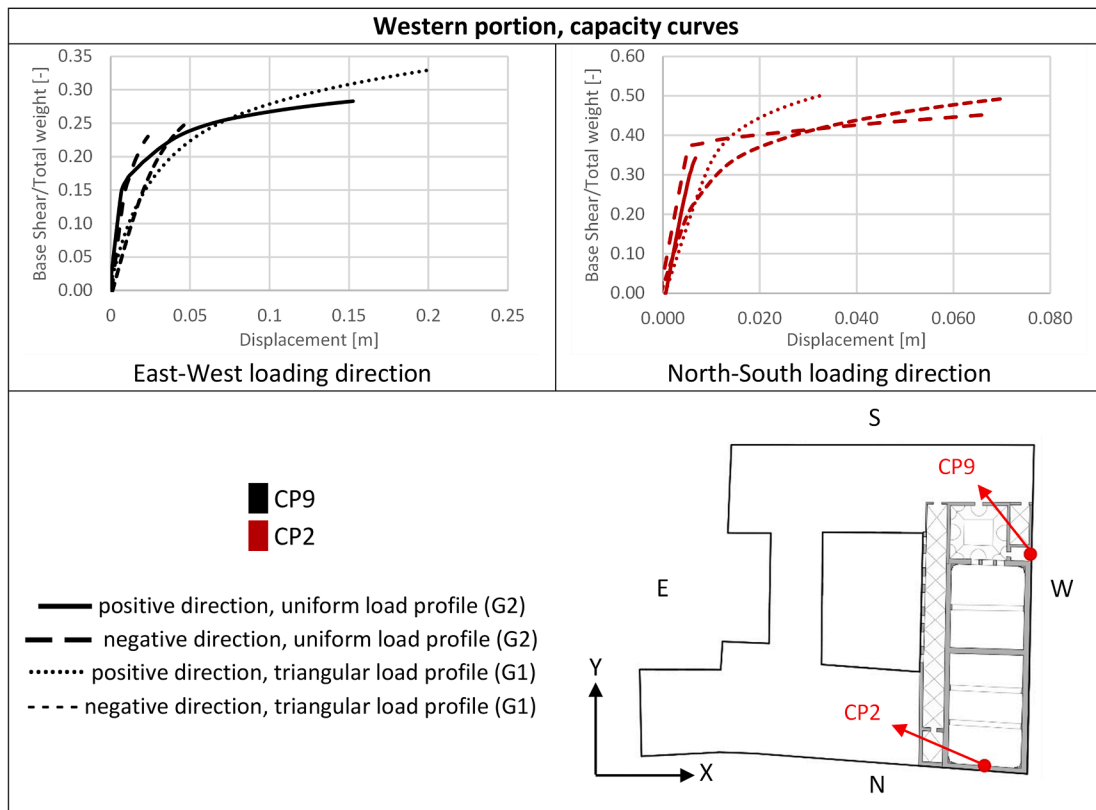 Western portion, capacity curves
Base Shear/Total weight [-]
0.35
0.30
0.25
0.20
0.15
0.10
0.05
0.00
0
0.05
0.1
0.15
0.2
0.25
Displacement [m]
East-West loading direction
Base Shear/Total weight [-]
0.60
0.50
0.40
0.30
0.20
0.10
0.00
0.000
0.020
0.040
0.060
0.080
Displacement [m]
North-South loading direction
CP9
CP2
positive direction, uniform load profile (G2)
negative direction, uniform load profile (G2)
positive direction, triangular load profile (G1)
negative direction, triangular load profile (G1)
S
CP9
E
W
Y
CP2
X
N